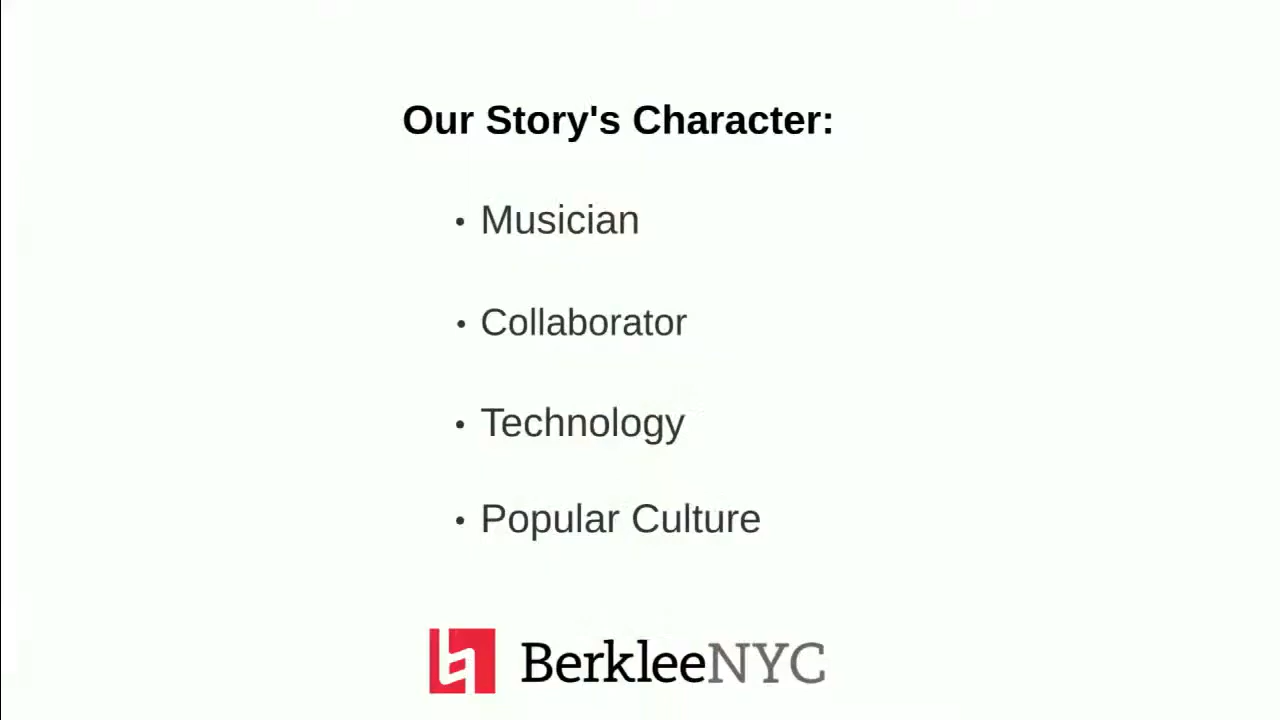 Our Story's Character:
• Musician
• Collaborator
• Technology
• Popular Culture
BerkleeNYC